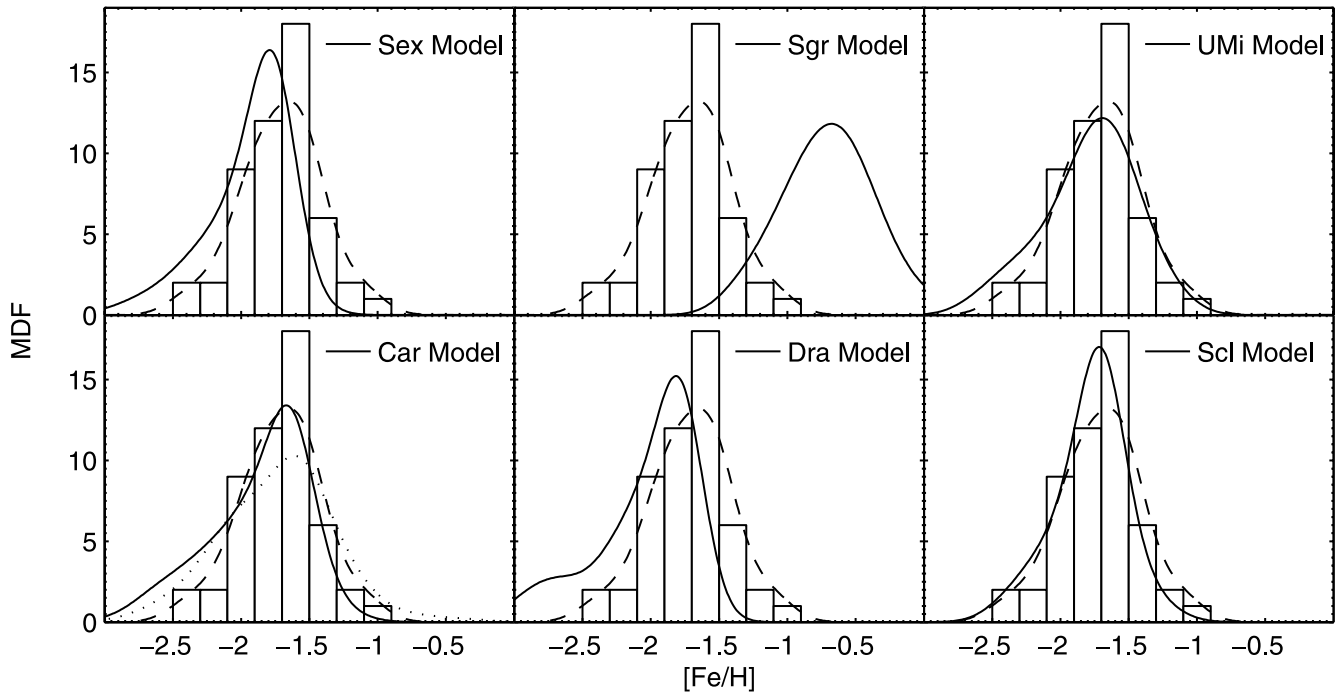 Sex Model
Sgr Model
UMi Model
15
10
5
0
MDF
Car Model
Dra Model
Scl Model
15
10
5
0
−2.5 −2 −1.5 −1 −0.5
−2.5 −2 −1.5 −1 −0.5
−2.5 −2 −1.5 −1 −0.5
[Fe/H]